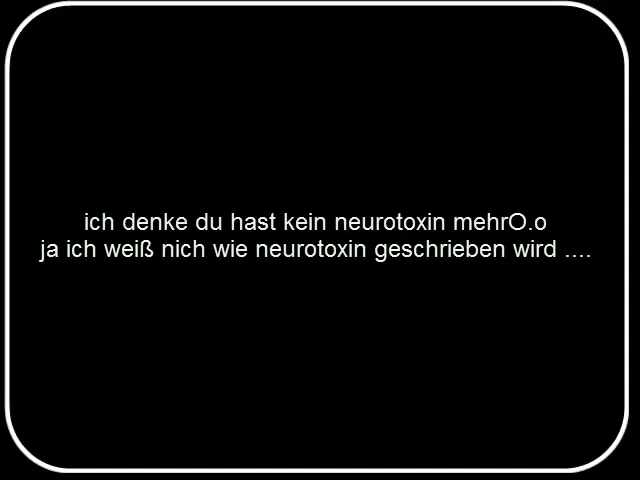 ich denke du hast kein neurotoxin mehrO.o
ja ich weiß nich wie neurotoxin geschrieben wird ....